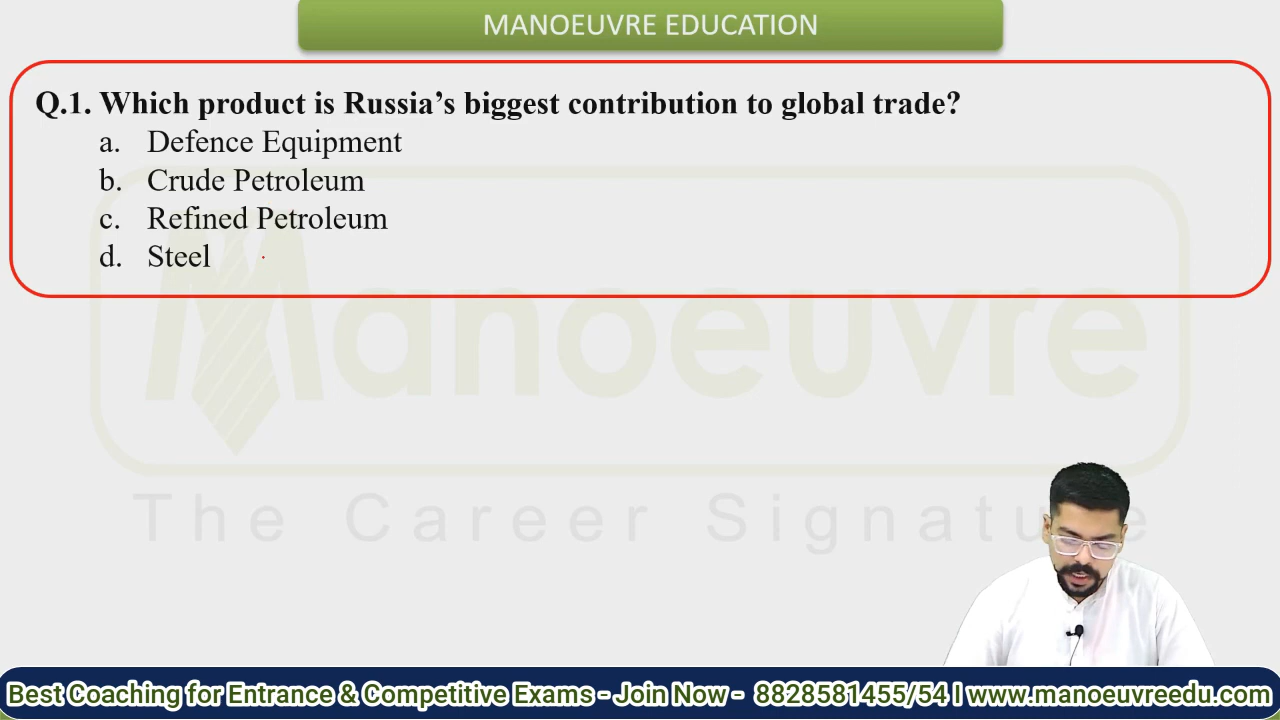 MANOEUVRE EDUCATION
Q.1. Which product is Russia’s biggest contribution to global trade?
a. Defence Equipment
b. Crude Petroleum
c. Refined Petroleum
d. Steel
Manoeuvre
The Career Signature
Best Coaching for Entrance & Competitive Exams - Join Now - 8828581455/54 I www.manoeuvreedu.com